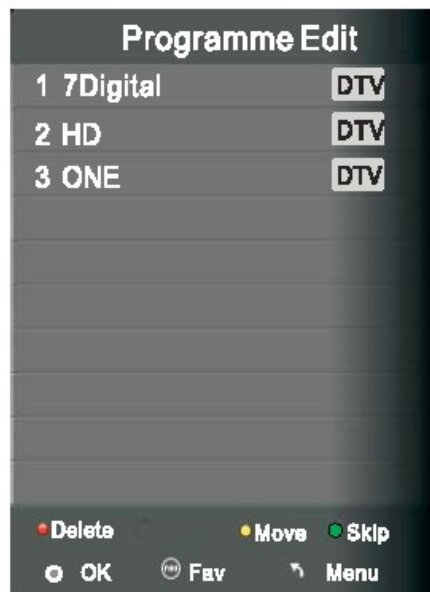 Programme Edit
1 7Digital DTV
2 HD DTV
3 ONE DTV
Delete Move Skip
OK Fav Menu